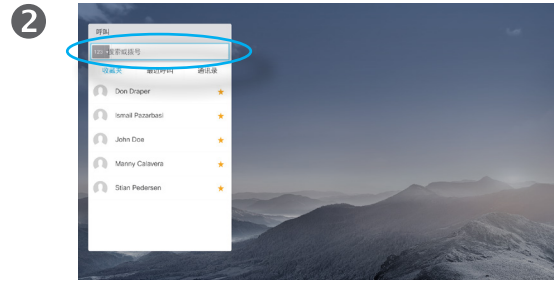 2
呼叫
搜索或拨号
收藏夹 最近呼叫 通讯录
Don Draper
Ismail Pazarbasi
John Doe
Manny Calavera
Stian Pedersen